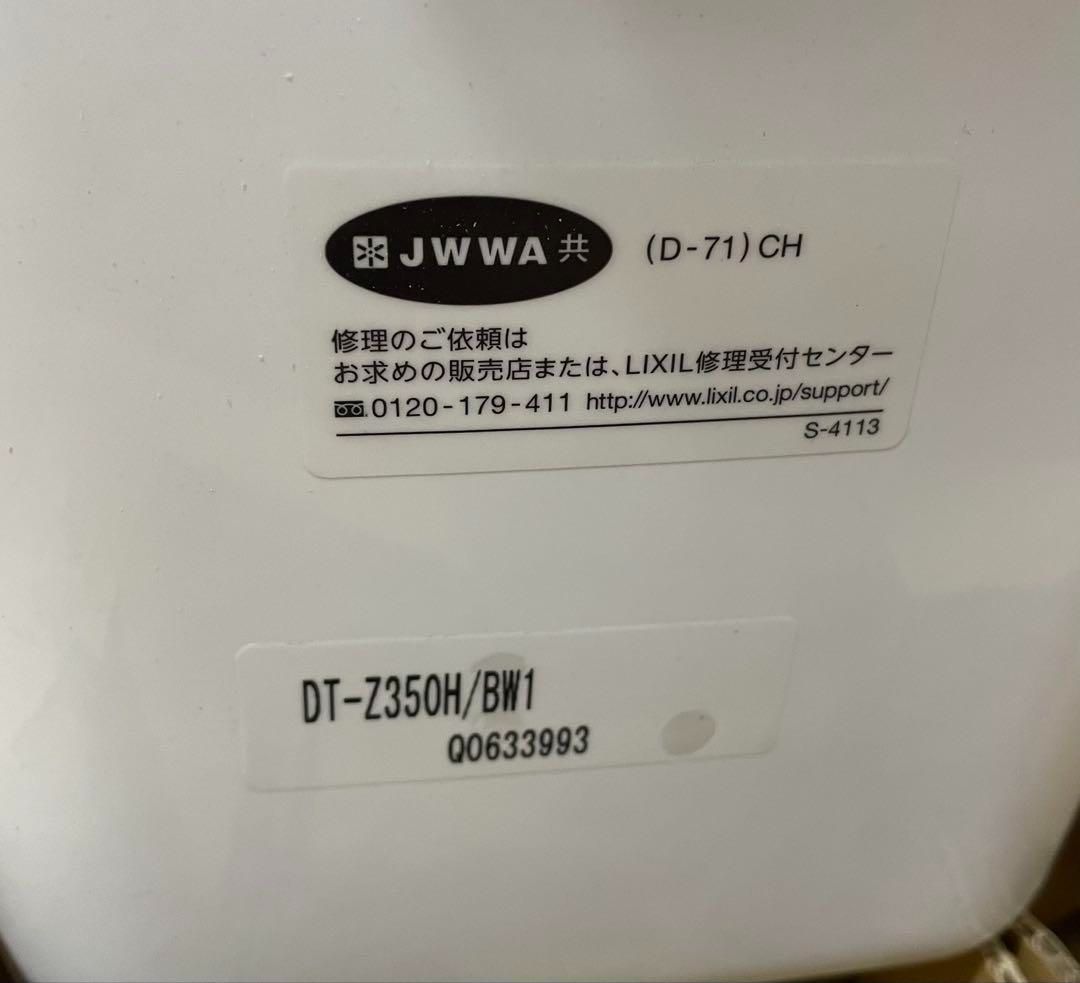 JWWA 共 (D-71) CH
修理のご依頼は
お求めの販売店または、LIXIL修理受付センター
0120-179-411 http://www.lixil.co.jp/support/
S-4113
DT-Z350H/BW1
Q0633993